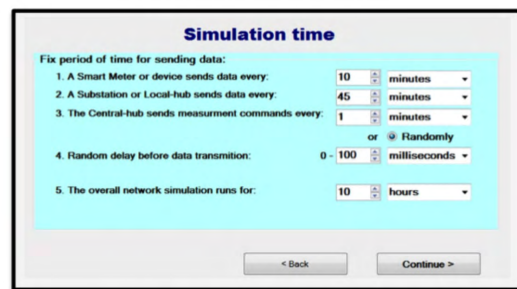 Simulation time
Fix period of time for sending data:
1. A Smart Meter or device sends data every: 10 minutes
2. A Substation or Local-hub sends data every: 45 minutes
3. The Central-hub sends measurment commands every: 1 minutes
or Randomly
4. Random delay before data transmition: 0 - 100 milliseconds
5. The overall network simulation runs for: 10 hours
< Back Continue >